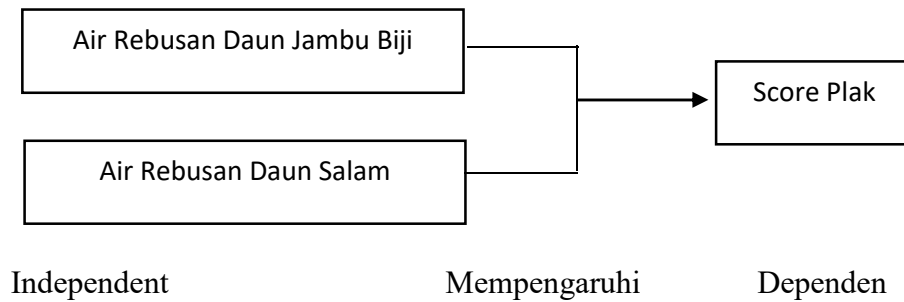 Air Rebusan Daun Jambu Biji
Score Plak
Air Rebusan Daun Salam
Independent Mempengaruhi Dependen